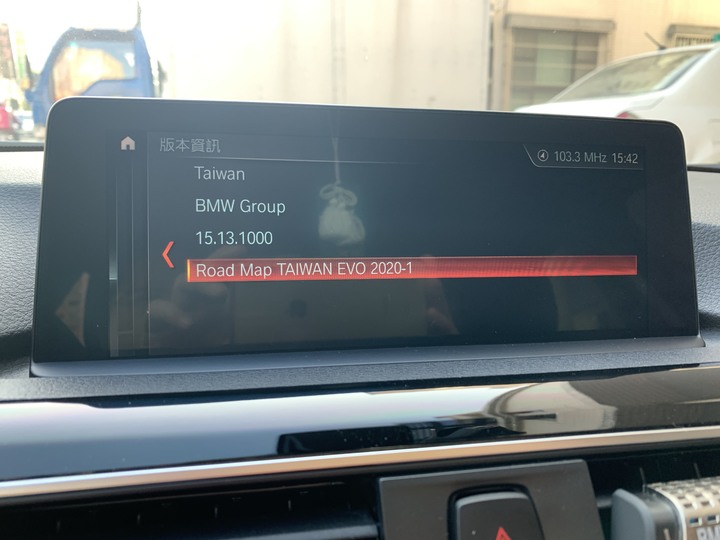 版本資訊
103.3 MHz 15:42
Taiwan
BMW Group
15.13.1000
Road Map TAIWAN EVO 2020-1